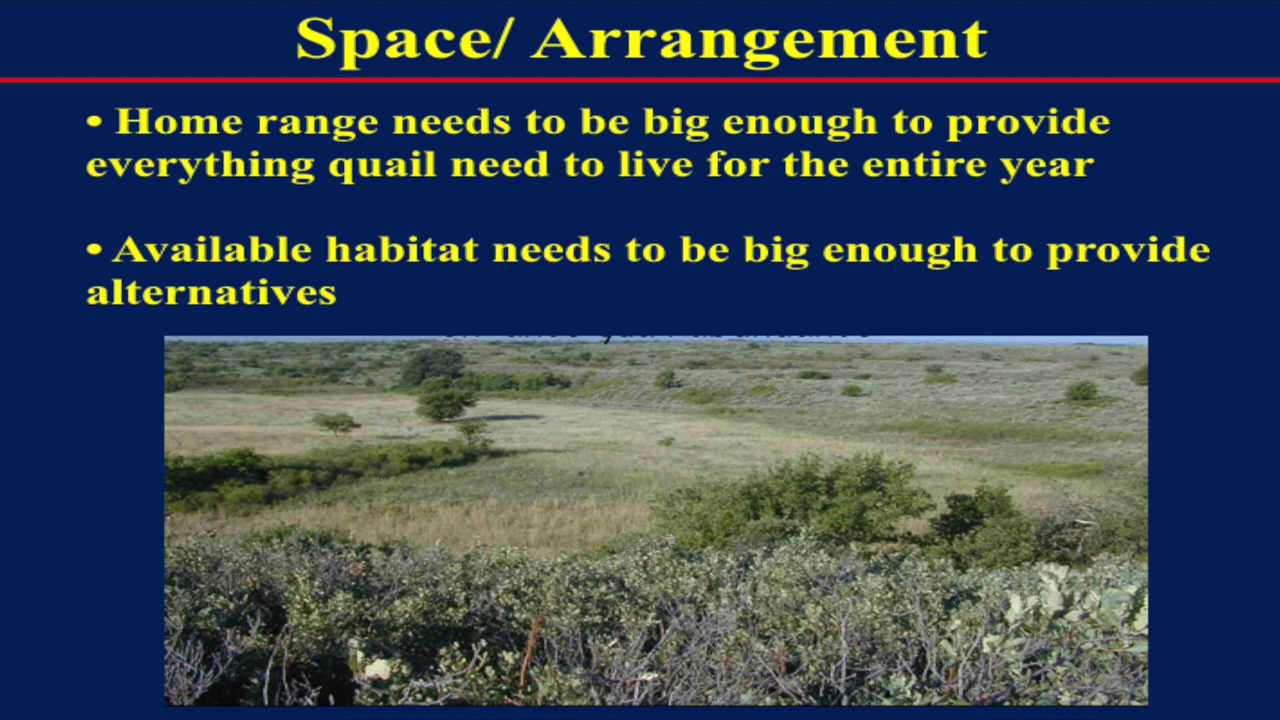 Space/ Arrangement
• Home range needs to be big enough to provide
everything quail need to live for the entire year
• Available habitat needs to be big enough to provide
alternatives